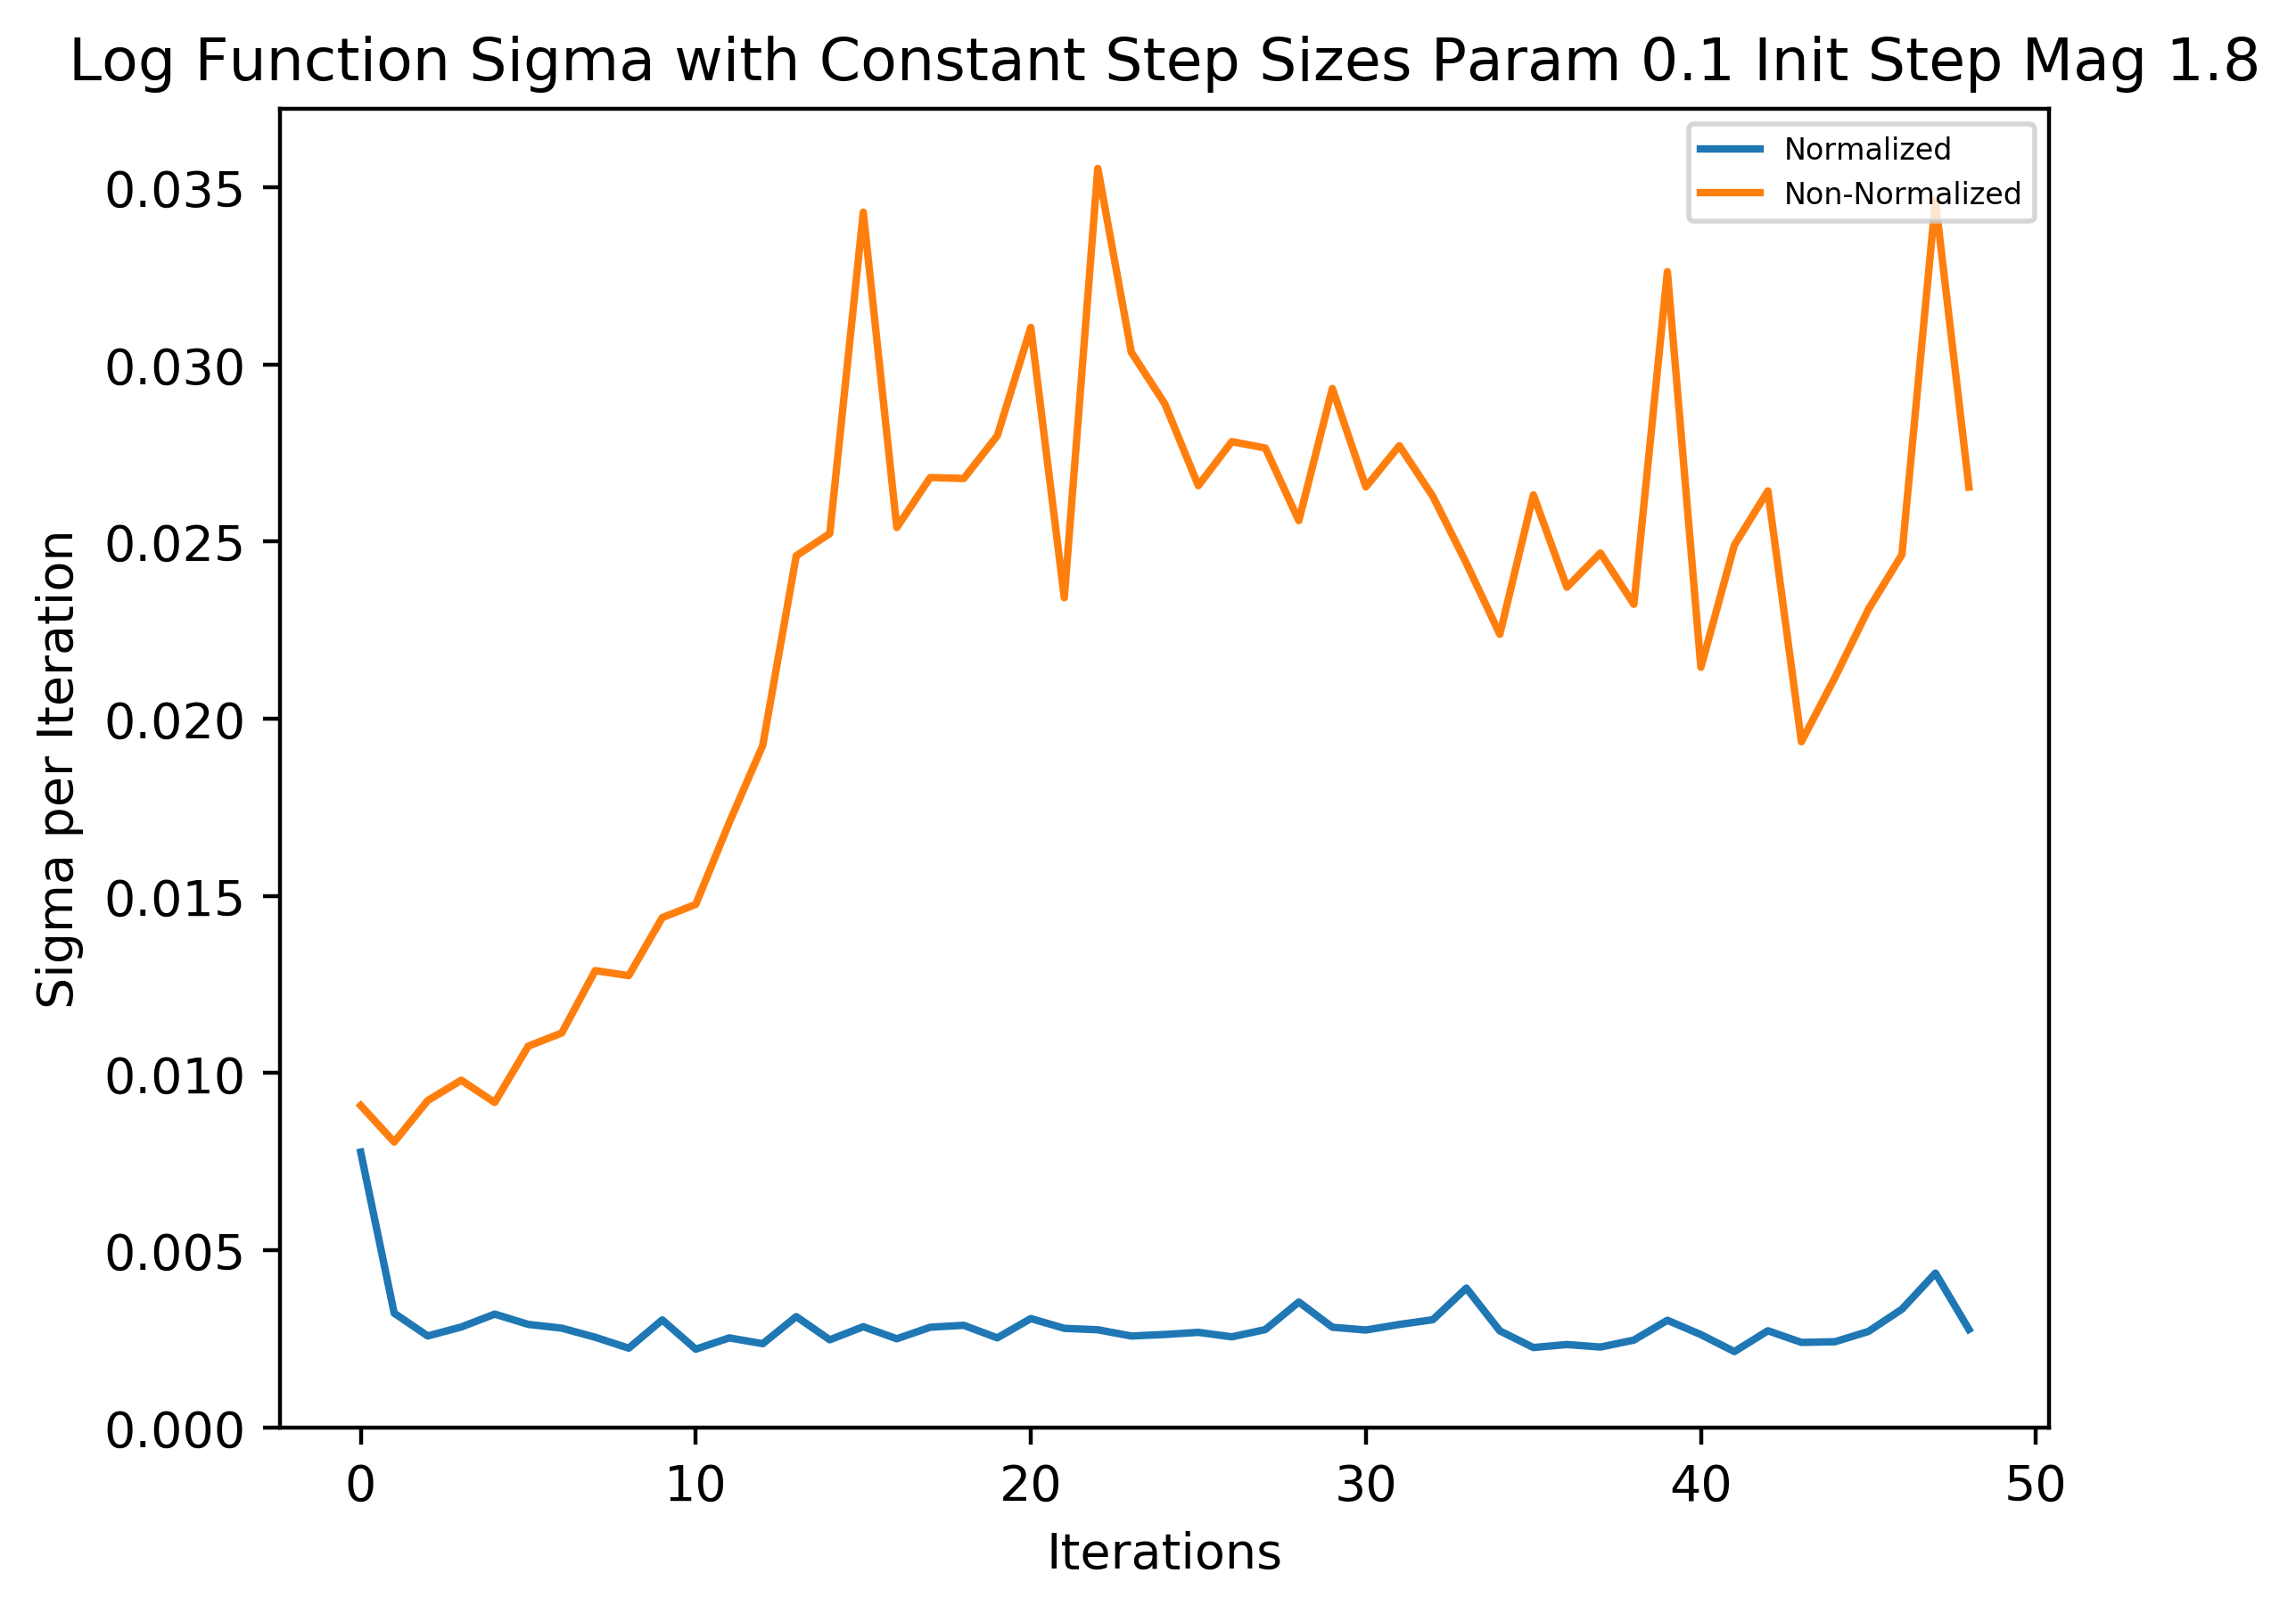 Log Function Sigma with Constant Step Sizes Param 0.1 Init Step Mag 1.8
Normalized
Non-Normalized
Sigma per Iteration
0.035
0.030
0.025
0.020
0.015
0.010
0.005
0.000
0 10 20 30 40 50
Iterations